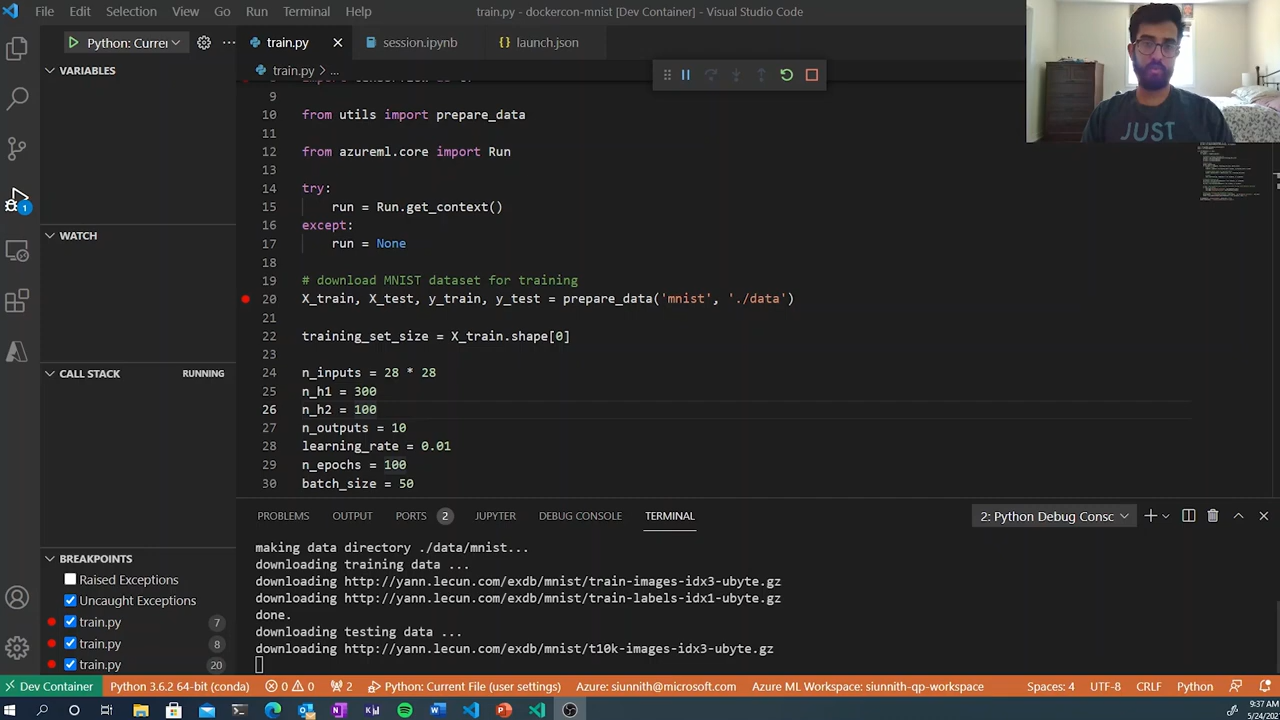 File Edit Selection View Go Run Terminal Help
train.py - dockercon-mnist [Dev Container] - Visual Studio Code
Python: Currei
train.py
session.ipynb
launch.json
train.py > ...
VARIABLES
WATCH
CALL STACK
RUNNING
BREAKPOINTS
Raised Exceptions
Uncaught Exceptions
train.py 7
train.py 8
train.py 20
1
9
10 from utils import prepare_data
11
12 from azureml.core import Run
13
14 try:
15 run = Run.get_context()
16 except:
17 run = None
18
19 # download MNIST dataset for training
20 X_train, X_test, y_train, y_test = prepare_data('mnist', './data')
21
22 training_set_size = X_train.shape[0]
23
24 n_inputs = 28 * 28
25 n_h1 = 300
26 n_h2 = 100
27 n_outputs = 10
28 learning_rate = 0.01
29 n_epochs = 100
30 batch_size = 50
JUST
PROBLEMS OUTPUT PORTS 2 JUPYTER DEBUG CONSOLE TERMINAL
2: Python Debug Consc
making data directory ./data/mnist...
downloading training data ...
downloading http://yann.lecun.com/exdb/mnist/train-images-idx3-ubyte.gz
downloading http://yann.lecun.com/exdb/mnist/train-labels-idx1-ubyte.gz
done.
downloading testing data ...
downloading http://yann.lecun.com/exdb/mnist/t10k-images-idx3-ubyte.gz
Dev Container Python 3.6.2 64-bit (conda) 0 0 2 Python: Current File (user settings) Azure: siunnith@microsoft.com Azure ML Workspace: siunnith-qp-workspace Spaces: 4 UTF-8 CRLF Python
9:37 AM
5/24/202